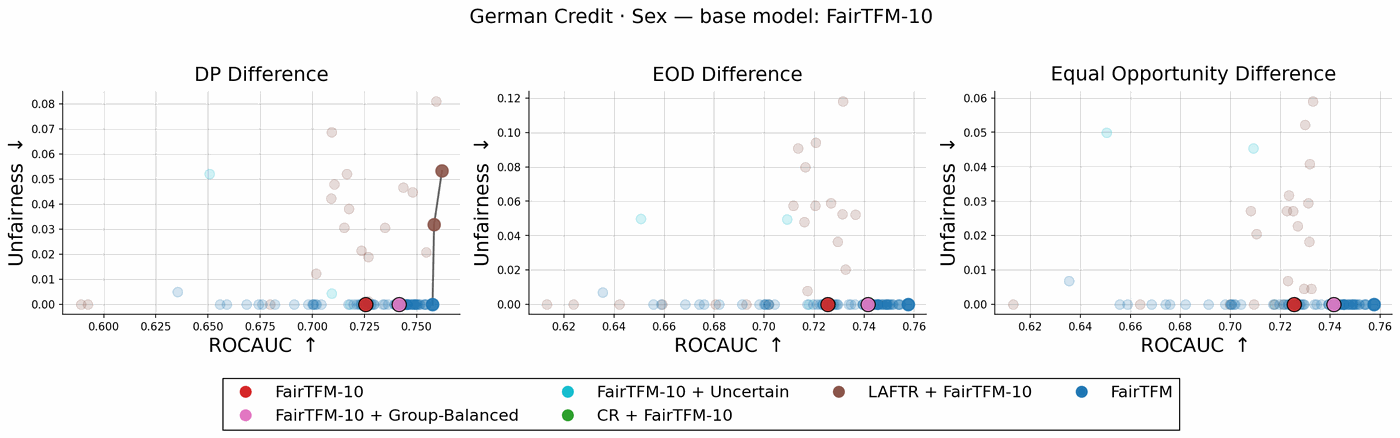 German Credit · Sex — base model: FairTFM-10
DP Difference
EOD Difference
Equal Opportunity Difference
Unfairness ↓
0.08
0.07
0.06
0.05
0.04
0.03
0.02
0.01
0.00
0.600
0.625
0.650
0.675
0.700
0.725
0.750
ROCAUC ↑
Unfairness ↓
0.12
0.10
0.08
0.06
0.04
0.02
0.00
0.62
0.64
0.66
0.68
0.70
0.72
0.74
0.76
ROCAUC ↑
Unfairness ↓
0.06
0.05
0.04
0.03
0.02
0.01
0.00
0.62
0.64
0.66
0.68
0.70
0.72
0.74
0.76
ROCAUC ↑
FairTFM-10
FairTFM-10 + Group-Balanced
FairTFM-10 + Uncertain
CR + FairTFM-10
LAFTR + FairTFM-10
FairTFM